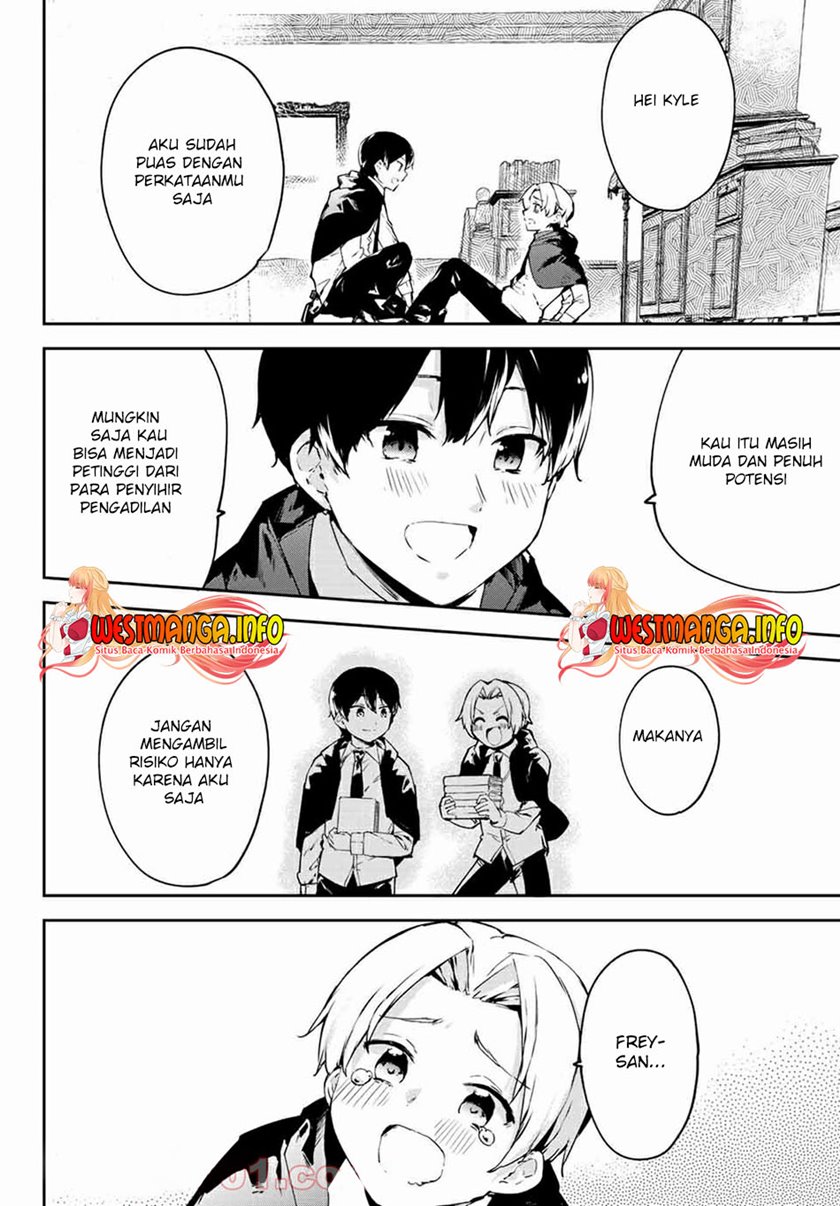 HEI KYLE
AKU SUDAH
PUAS DENGAN
PERKATAANMU
SAJA
KAU ITU MASIH
MUDA DAN PENUH
POTENSI
MUNGKIN
SAJA KAU
BISA MENJADI
PETINGGI DARI
PARA PENYIHIR
PENGADILAN
WESTMANGA.INFO
Situs Baca Komik Berbahasa Indonesia
WESTMANGA.INFO
Situs Baca Komik Berbahasa Indonesia
MAKANYA
JANGAN
MENGAMBIL
RISIKO HANYA
KARENA AKU
SAJA
FREY-
SAN...